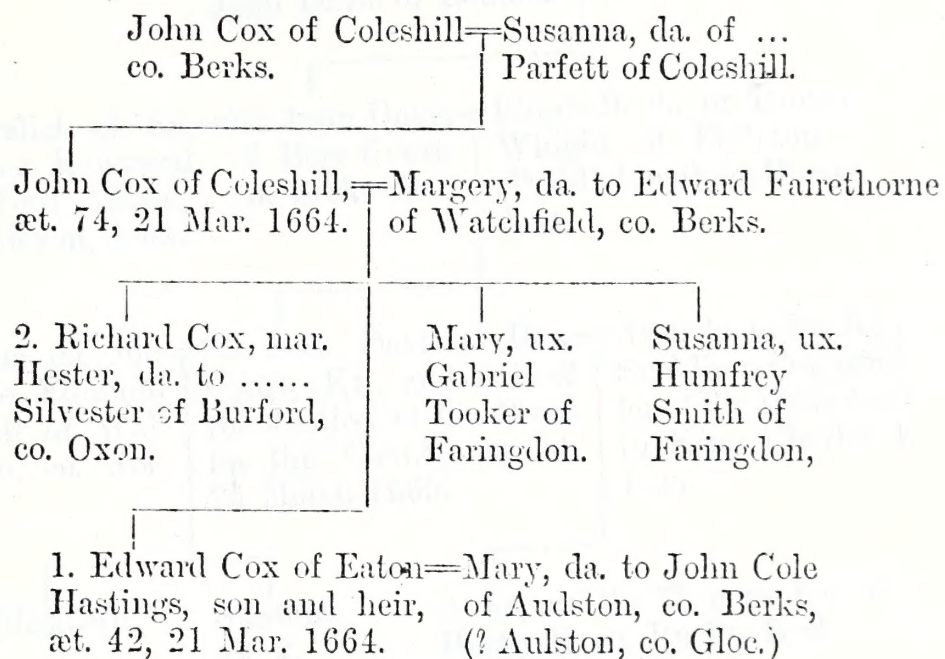 John Cox of Coleshill=Susanna, da. of ...
co. Berks. Parfett of Coleshill.
John Cox of Coleshill,=Margery, da. to Edward Fairethorne
æt. 74, 21 Mar. 1664. of Watchfield, co. Berks.
2. Richard Cox, mar.
Hester, da. to ......
Silvester of Burford,
co. Oxon.
Mary, ux.
Gabriel
Tooker of
Faringdon.
Susanna, ux.
Humfrey
Smith of
Faringdon,
1. Edward Cox of Eaton=Mary, da. to John Cole
Hastings, son and heir, of Audston, co. Berks,
æt. 42, 21 Mar. 1664. (? Aulston, co. Gloc.)